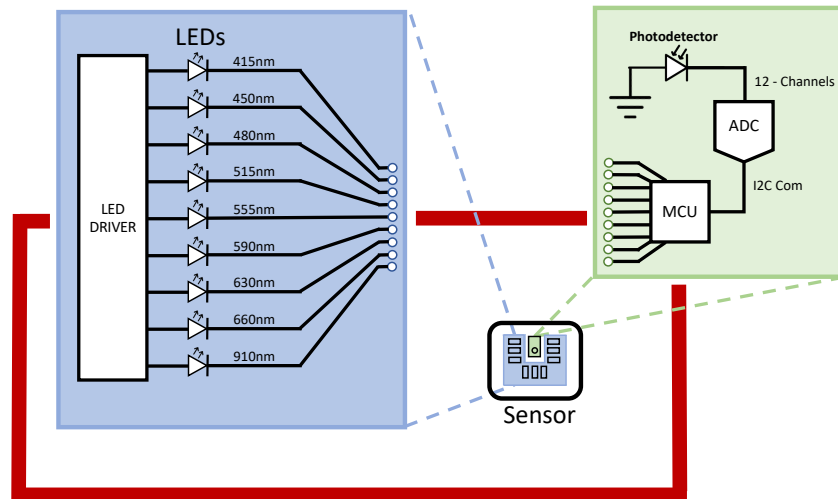 LEDs
415nm
450nm
480nm
515nm
555nm
590nm
630nm
660nm
910nm
LED
DRIVER
Photodetector
12 - Channels
ADC
I2C Com
MCU
Sensor